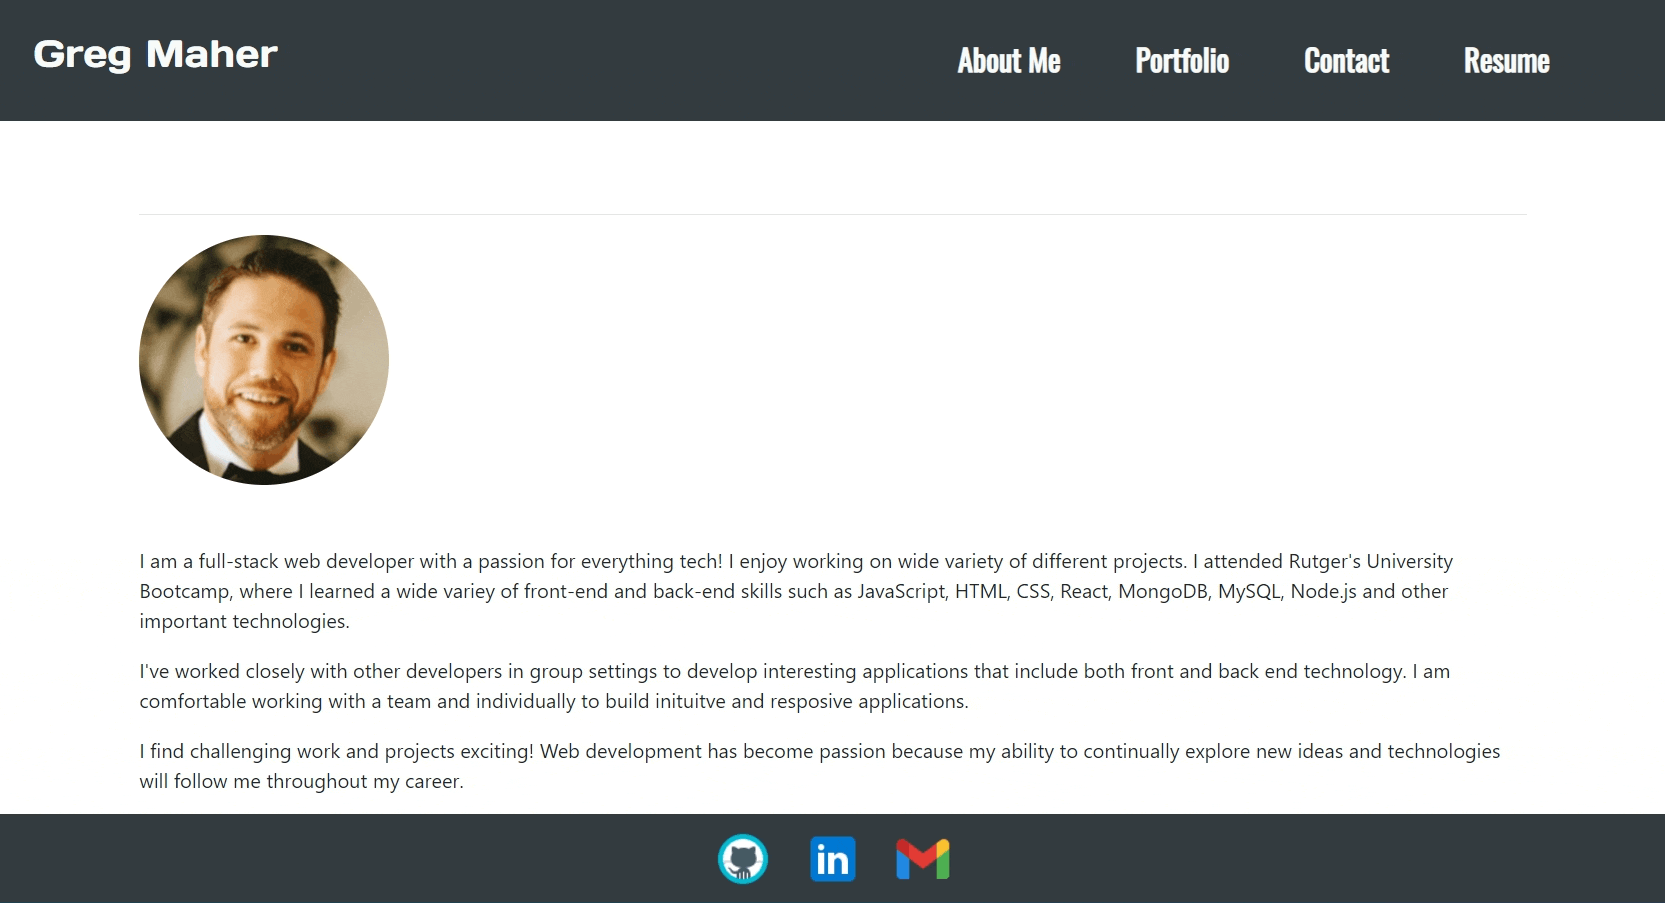 Greg Maher
About Me Portfolio Contact Resume
I am a full-stack web developer with a passion for everything tech! I enjoy working on wide variety of different projects. I attended Rutger's University
Bootcamp, where I learned a wide variey of front-end and back-end skills such as JavaScript, HTML, CSS, React, MongoDB, MySQL, Node.js and other
important technologies.
I've worked closely with other developers in group settings to develop interesting applications that include both front and back end technology. I am
comfortable working with a team and individually to build inituitve and resposive applications.
I find challenging work and projects exciting! Web development has become passion because my ability to continually explore new ideas and technologies
will follow me throughout my career.
in